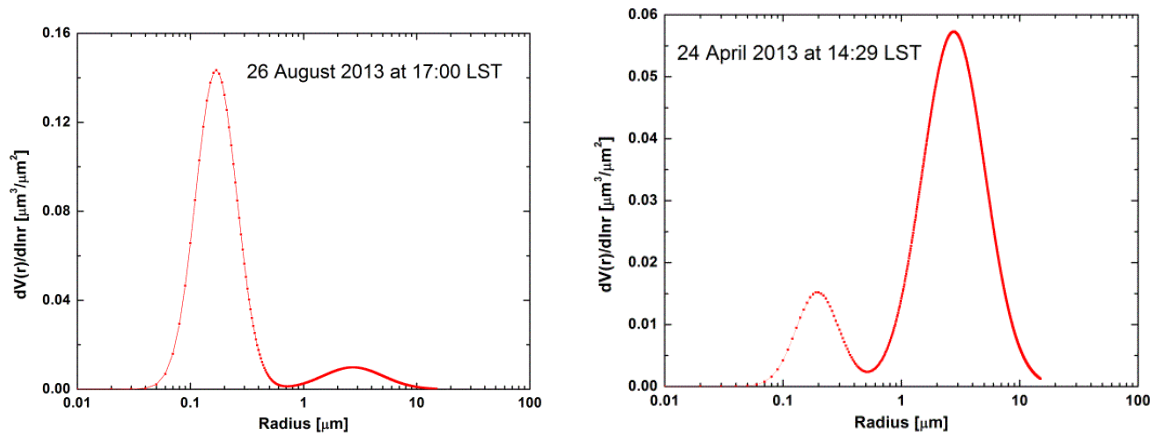 0.16
26 August 2013 at 17:00 LST
0.12
0.08
0.04
0.00
dV(r)/dlnr [μm³/μm²]
0.01 0.1 1 10 100
Radius [μm]
0.06
24 April 2013 at 14:29 LST
0.05
0.04
0.03
0.02
0.01
0.00
dV(r)/dlnr [μm³/μm²]
0.01 0.1 1 10 100
Radius [μm]